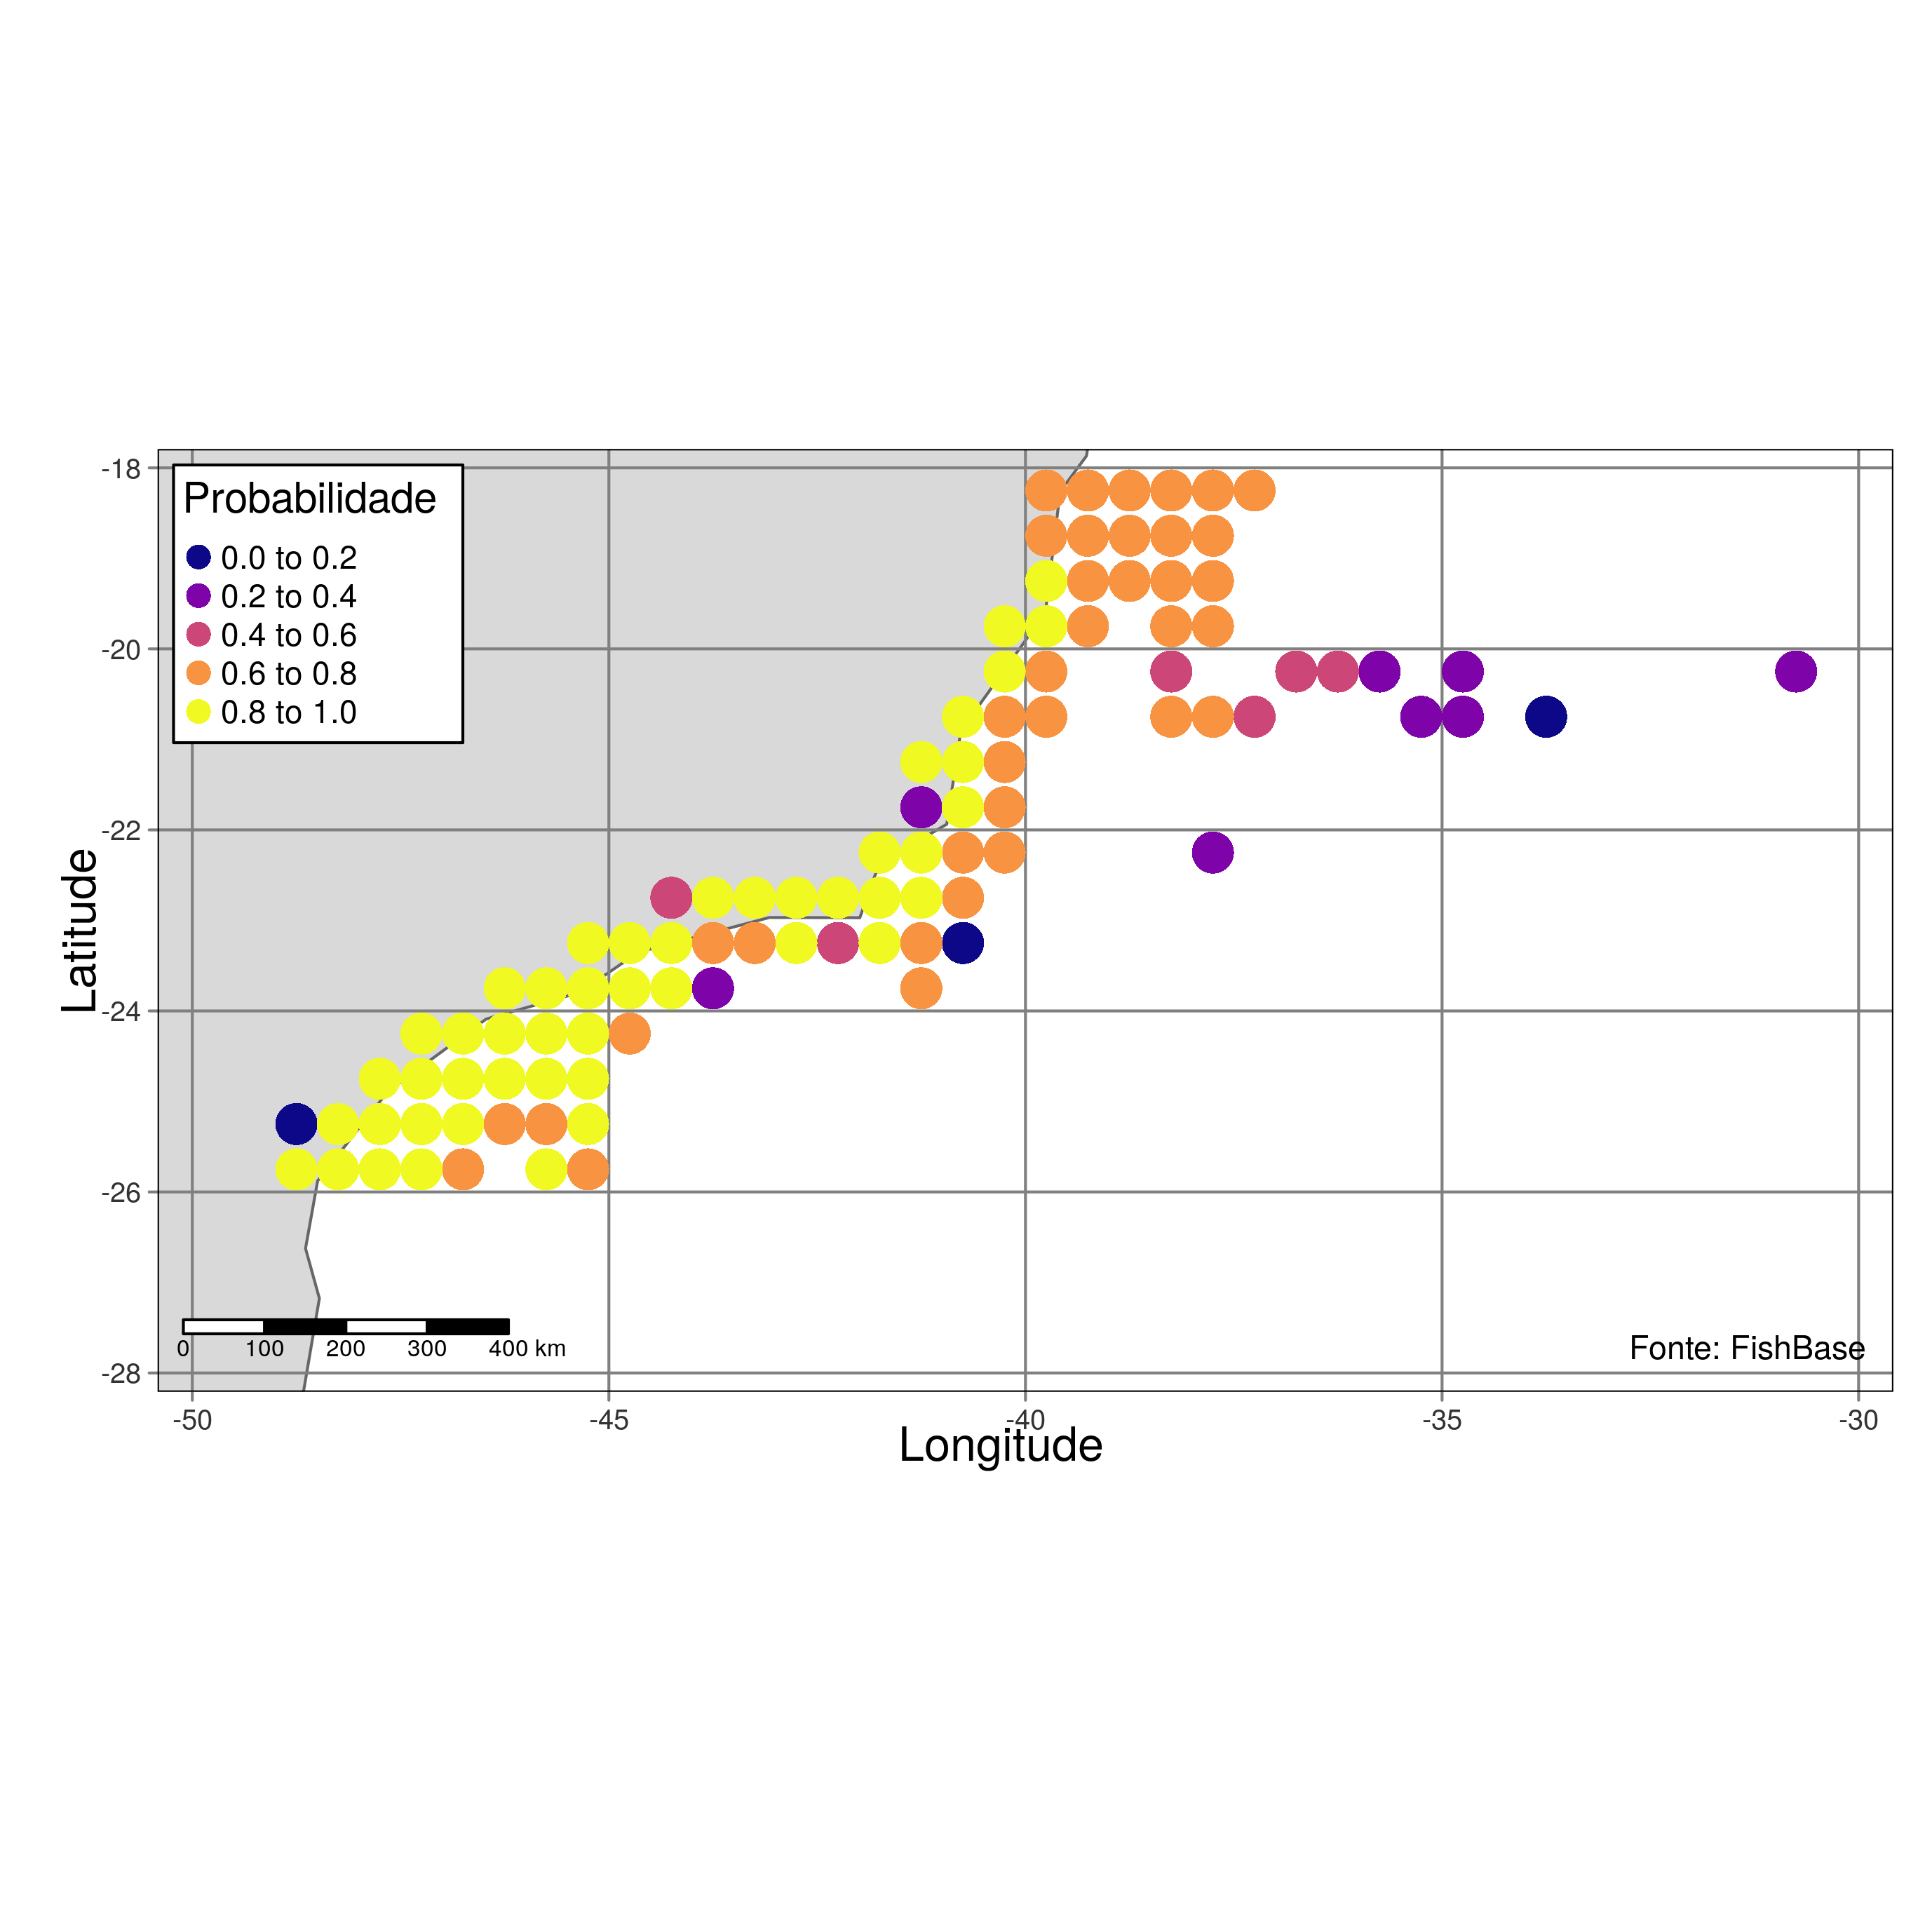 Probabilidade
0.0 to 0.2
0.2 to 0.4
0.4 to 0.6
0.6 to 0.8
0.8 to 1.0
-18
-20
-22
-24
-26
-28
Latitude
0 100 200 300 400 km
Fonte: FishBase
-50 -45 -40 -35 -30
Longitude